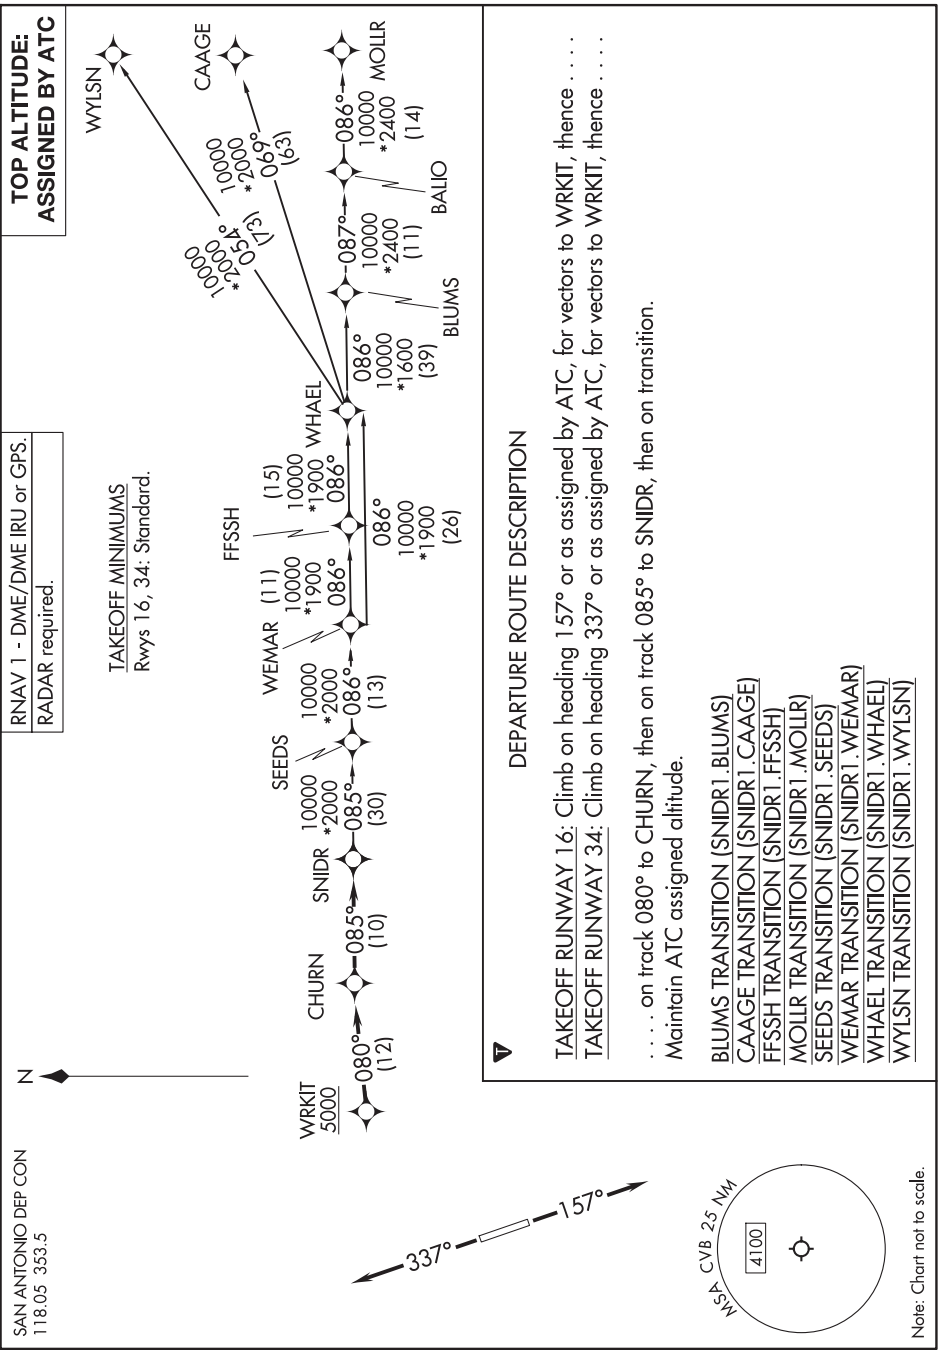 SAN ANTONIO DEP CON
118.05 353.5
N
RNAV 1 - DME/DME IRU or GPS.
RADAR required.
TOP ALTITUDE:
ASSIGNED BY ATC
TAKEOFF MINIMUMS
Rwys 16, 34: Standard.
WYLSN
CAAGE
MOLLR
10000
*2000
054°
(73)
10000
*2000
069°
(63)
WRKIT
5000
080°
(12)
CHURN
085°
(10)
SNIDR
10000
*2000
085°
(30)
SEEDS
10000
*2000
086°
(13)
WEMAR
(11)
10000
*1900
086°
FFSSH
(15)
10000
*1900
086°
WHAEL
086°
10000
*1900
(26)
086°
10000
*1600
(39)
BLUMS
087°
10000
*2400
(11)
BALIO
086°
10000
*2400
(14)
337°
157°
MSA CVB 25 NM
4100
Note: Chart not to scale.
T
DEPARTURE ROUTE DESCRIPTION
TAKEOFF RUNWAY 16: Climb on heading 157° or as assigned by ATC, for vectors to WRKIT, thence . . . .
TAKEOFF RUNWAY 34: Climb on heading 337° or as assigned by ATC, for vectors to WRKIT, thence . . . .
. . . . on track 080° to CHURN, then on track 085° to SNIDR, then on transition.
Maintain ATC assigned altitude.
BLUMS TRANSITION (SNIDR1.BLUMS)
CAAGE TRANSITION (SNIDR1.CAAGE)
FFSSH TRANSITION (SNIDR1.FFSSH)
MOLLR TRANSITION (SNIDR1.MOLLR)
SEEDS TRANSITION (SNIDR1.SEEDS)
WEMAR TRANSITION (SNIDR1.WEMAR)
WHAEL TRANSITION (SNIDR1.WHAEL)
WYLSN TRANSITION (SNIDR1.WYLSN)